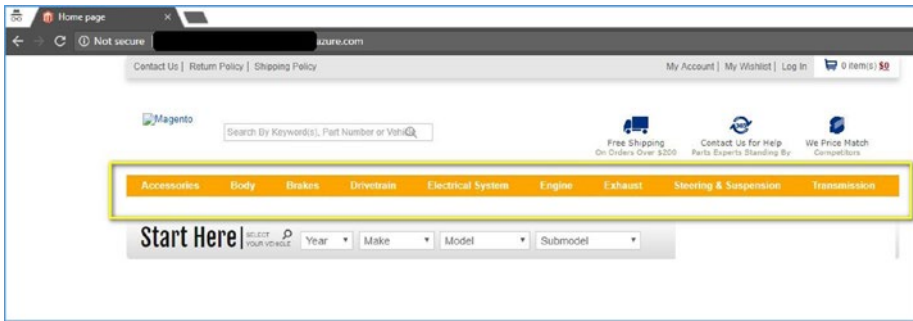 Home page
Not secure azure.com
Contact Us | Return Policy | Shipping Policy My Account | My Wishlist | Log In 0 item(s) $0
Magento
Search By Keyword(s), Part Number or Vehic
Free Shipping Contact Us for Help We Price Match
On Orders Over $200 Parts Experts Standing By Competitors
Accessories Body Brakes Drivetrain Electrical System Engine Exhaust Steering & Suspension Transmission
Start Here | SELECT YOUR VEHICLE Year Make Model Submodel